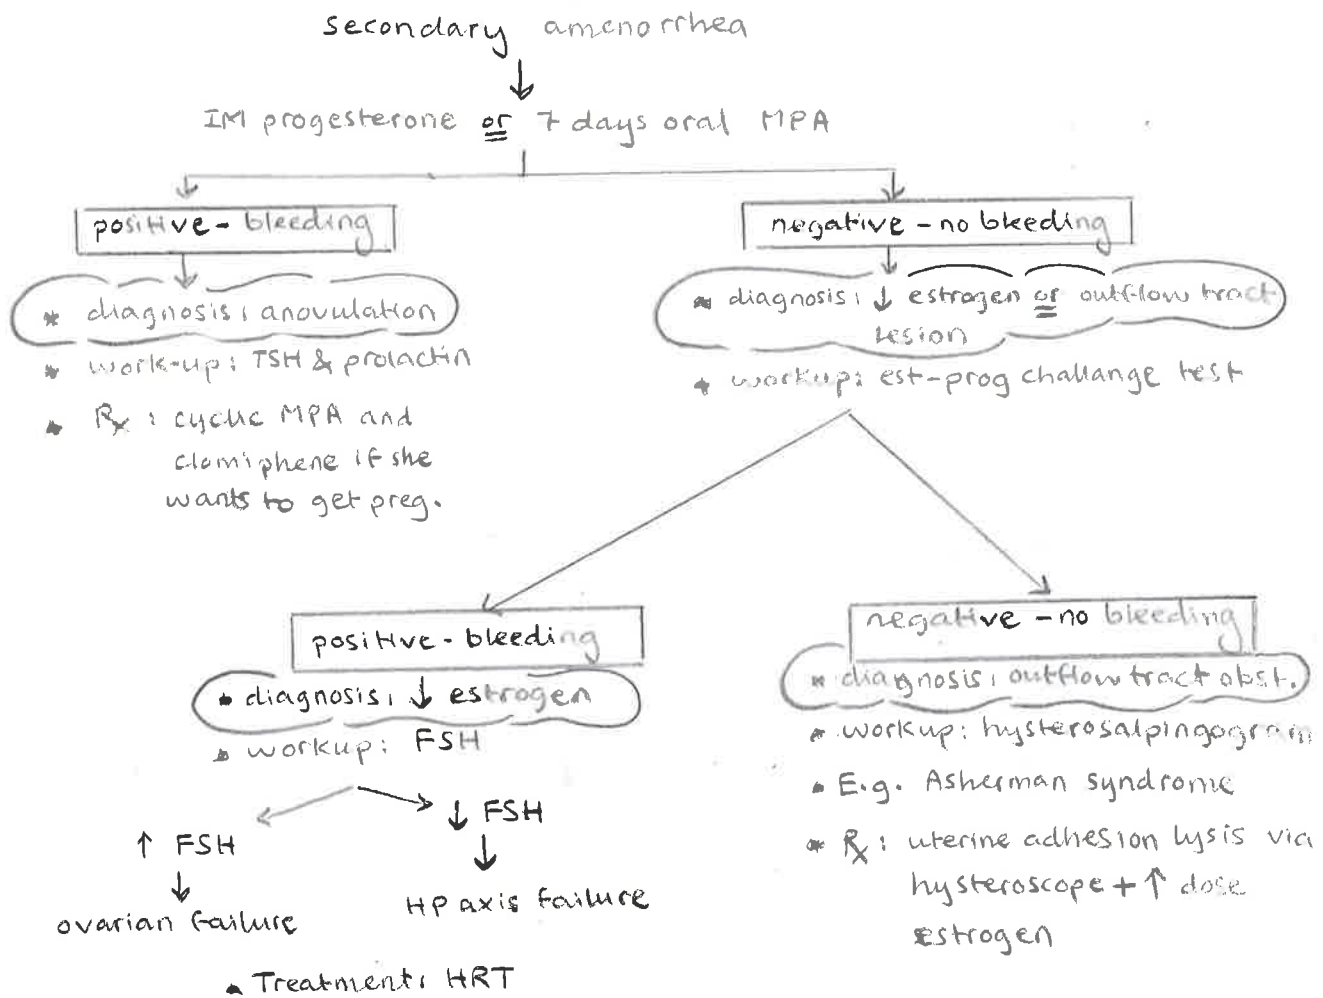 secondary amenorrhea
↓
IM progesterone or 7 days oral MPA
positive - bleeding
* diagnosis: anovulation
* work-up: TSH & prolactin
* Rx: cyclic MPA and
clomiphene if she
wants to get preg.
negative - no bleeding
* diagnosis: ↓ estrogen or outflow tract
lesion
* workup: est-prog challange test
positive - bleeding
* diagnosis: ↓ estrogen
* workup: FSH
↑ FSH
↓
ovarian failure
↓ FSH
↓
HP axis failure
* Treatment: HRT
negative - no bleeding
* diagnosis: outflow tract obst.
* workup: hysterosalpingogram
* E.g. Asherman syndrome
* Rx: uterine adhesion lysis via
hysteroscope + ↑ dose
estrogen